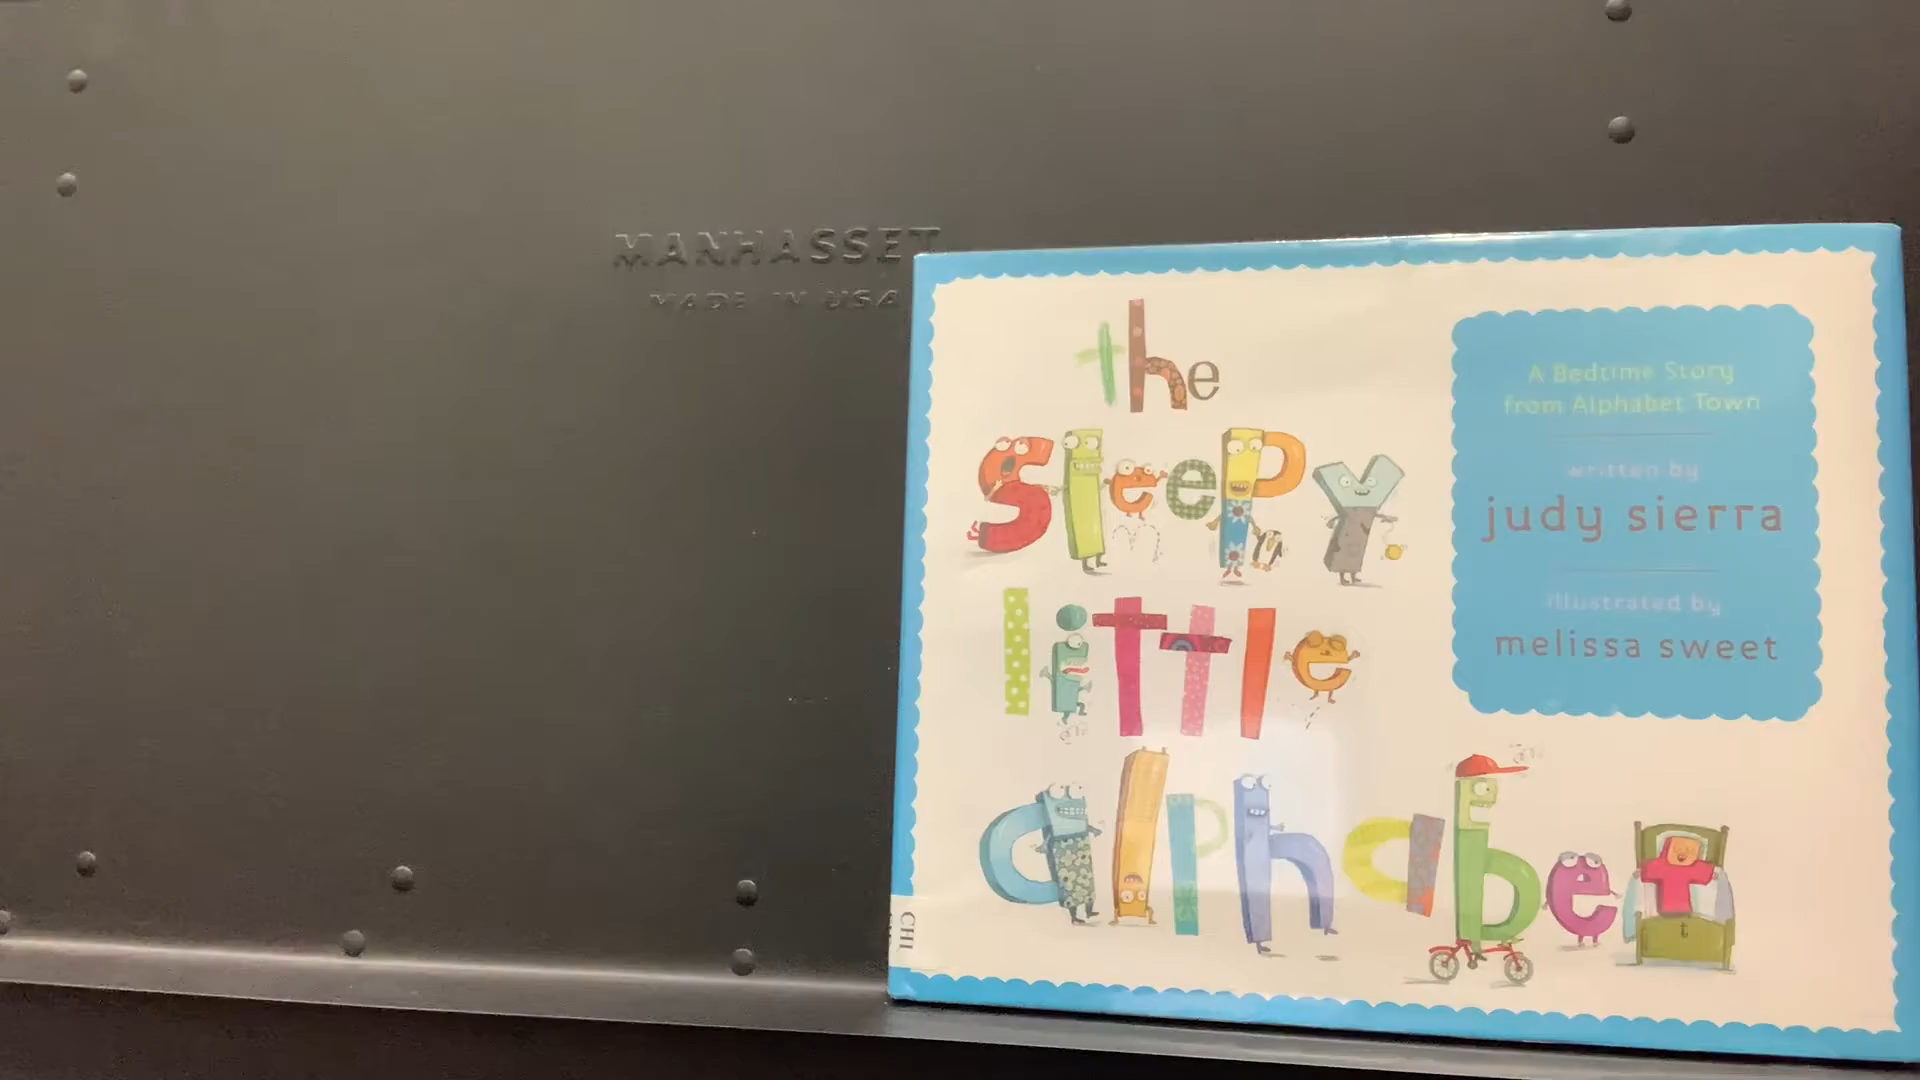 MANHASSET
MADE IN USA
the
sleepy
little
alphabet
A Bedtime Story
from Alphabet Town
written by
judy sierra
illustrated by
melissa sweet
t
CHI